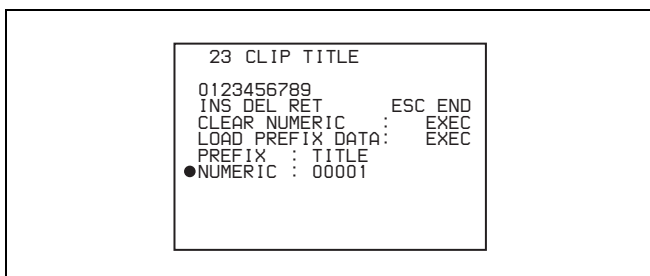 23 CLIP TITLE
0123456789
INS DEL RET ESC END
CLEAR NUMERIC : EXEC
LOAD PREFIX DATA: EXEC
PREFIX : TITLE
●NUMERIC : 00001